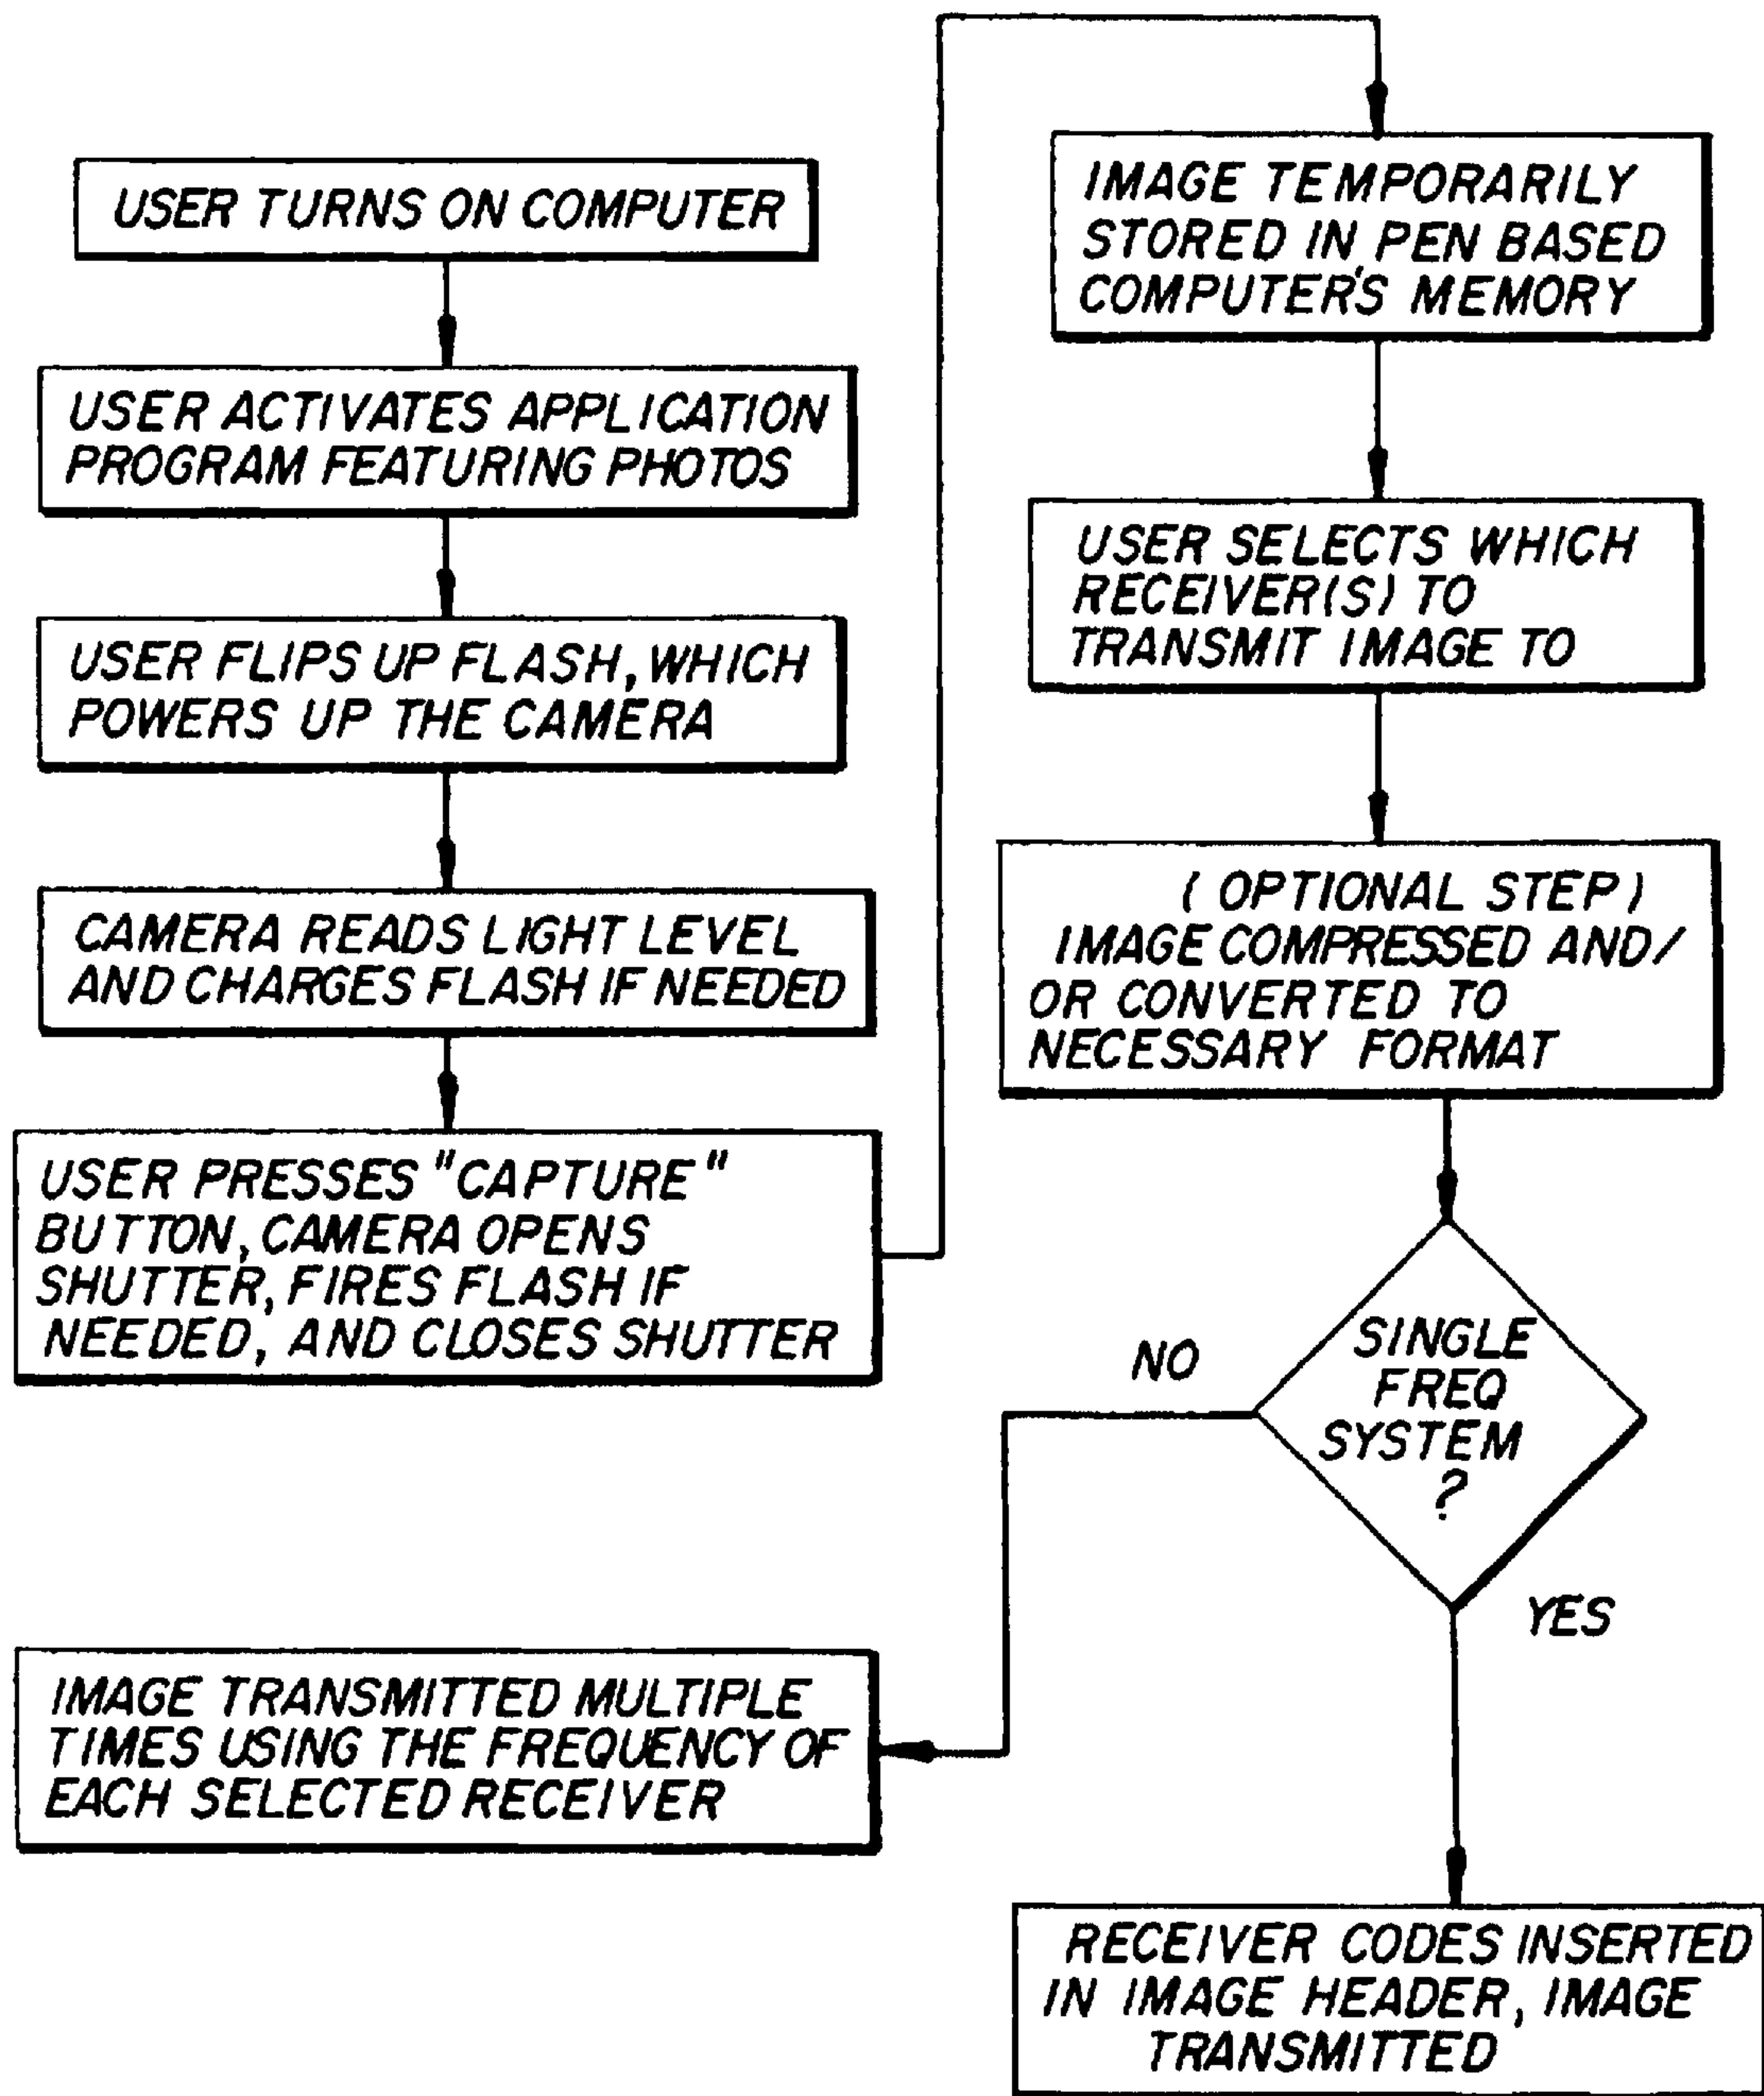 USER TURNS ON COMPUTER
USER ACTIVATES APPLICATION
PROGRAM FEATURING PHOTOS
USER FLIPS UP FLASH, WHICH
POWERS UP THE CAMERA
CAMERA READS LIGHT LEVEL
AND CHARGES FLASH IF NEEDED
USER PRESSES "CAPTURE"
BUTTON, CAMERA OPENS
SHUTTER, FIRES FLASH IF
NEEDED, AND CLOSES SHUTTER
IMAGE TEMPORARILY
STORED IN PEN BASED
COMPUTER'S MEMORY
USER SELECTS WHICH
RECEIVER(S) TO
TRANSMIT IMAGE TO
(OPTIONAL STEP)
IMAGE COMPRESSED AND/
OR CONVERTED TO
NECESSARY FORMAT
SINGLE
FREQ
SYSTEM
?
NO
YES
IMAGE TRANSMITTED MULTIPLE
TIMES USING THE FREQUENCY OF
EACH SELECTED RECEIVER
RECEIVER CODES INSERTED
IN IMAGE HEADER, IMAGE
TRANSMITTED